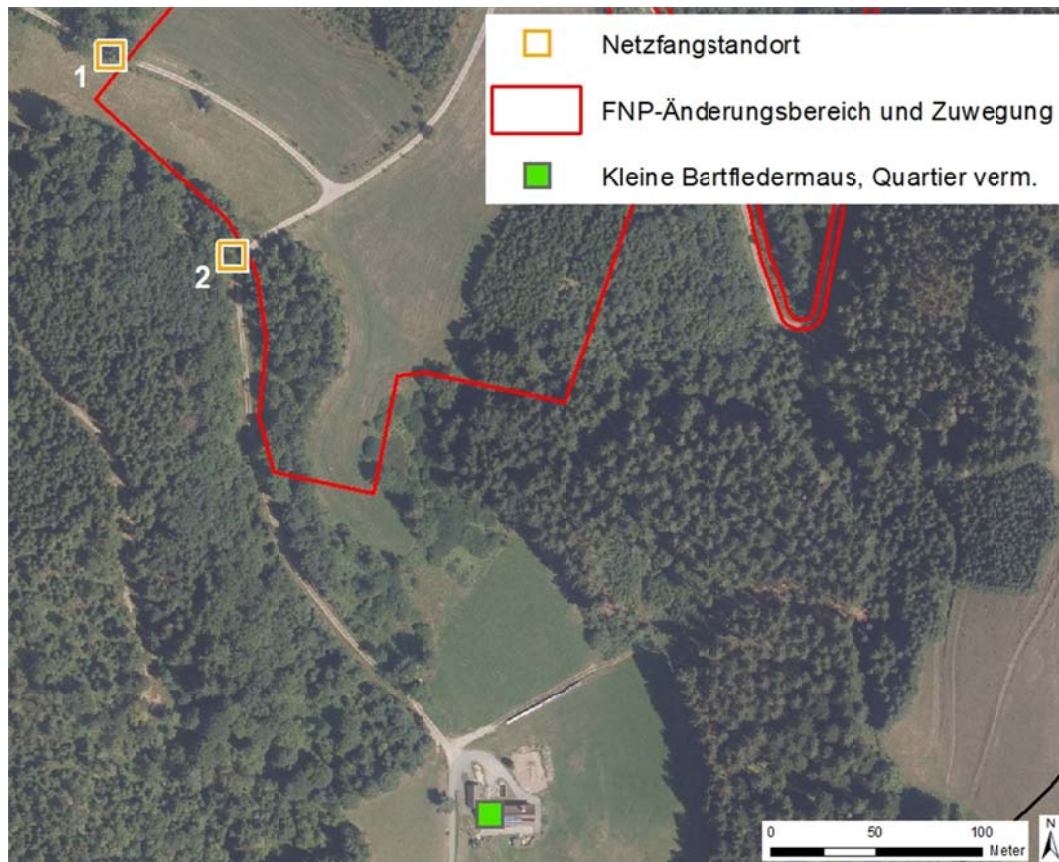 Netzfangstandort
FNP-Änderungsbereich und Zuwegung
Kleine Bartfledermaus, Quartier verm.
1
2
0 50 100
Meter
N